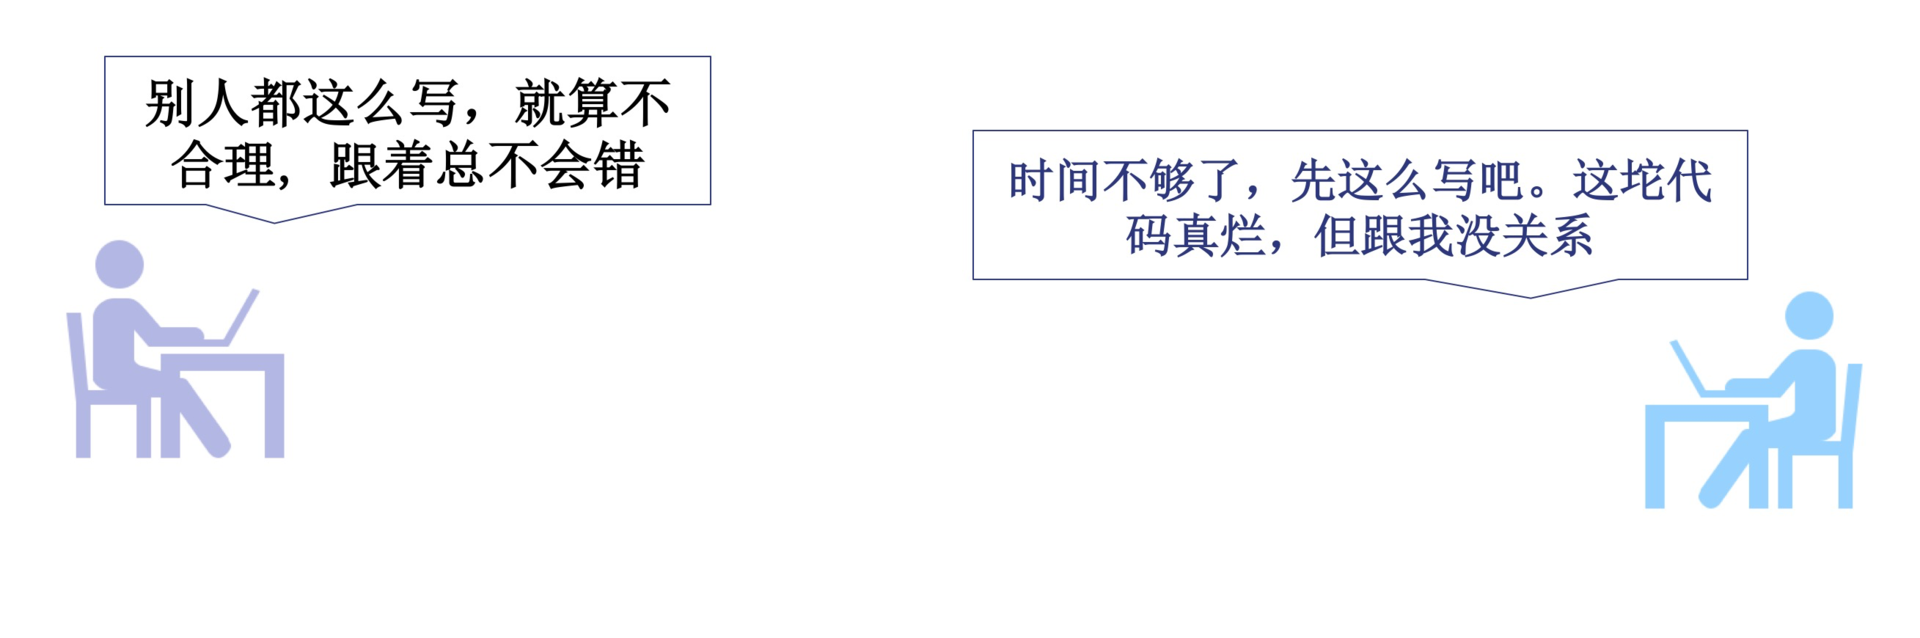 别人都这么写，就算不
合理，跟着总不会错
时间不够了，先这么写吧。这坨代
码真烂，但跟我没关系